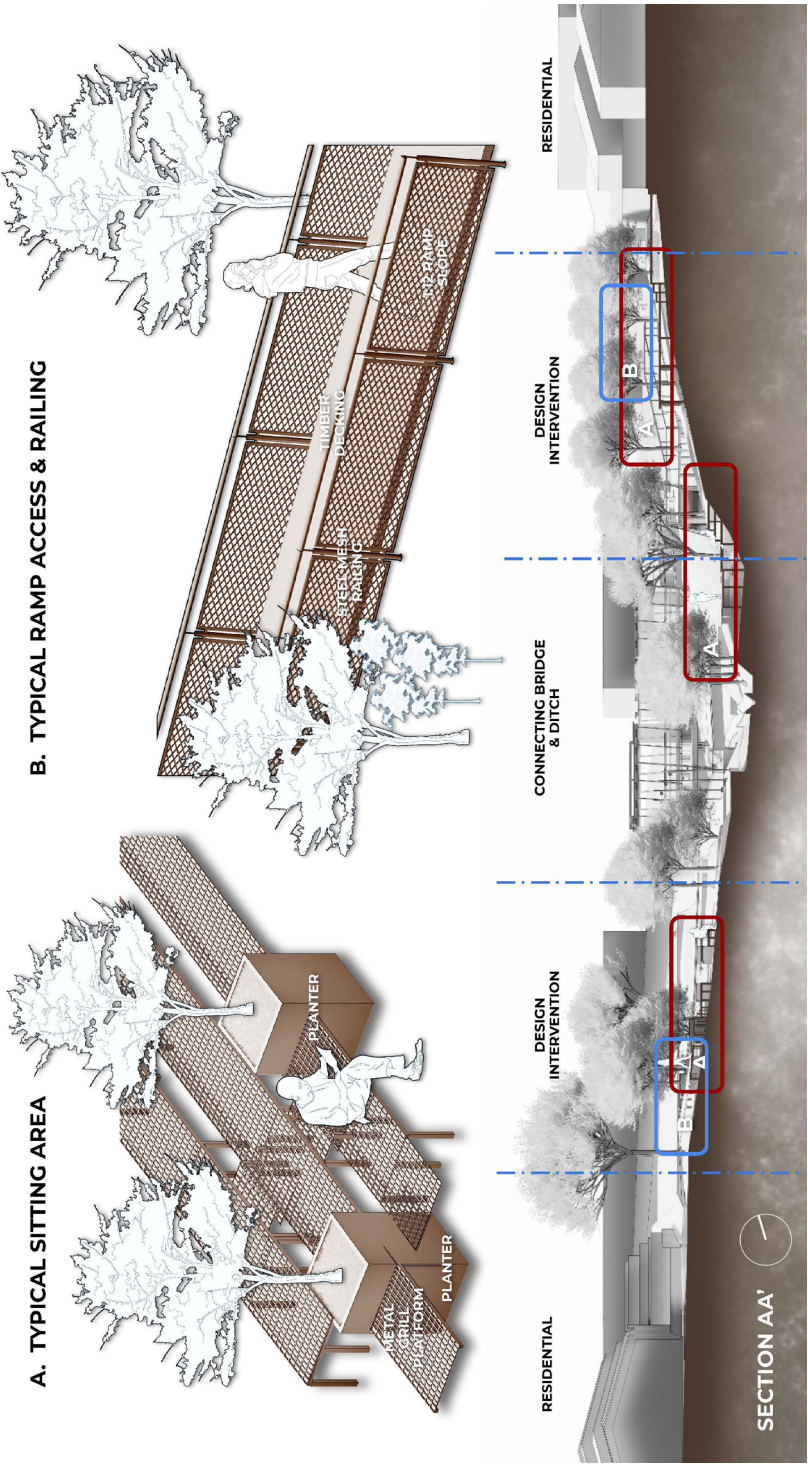 A. TYPICAL SITTING AREA
PLANTER
METAL
GRILL
PLATFORM
PLANTER
B. TYPICAL RAMP ACCESS & RAILING
STEEL MESH
RAILING
TIMBER
DECKING
1:12 RAMP
SLOPE
RESIDENTIAL
DESIGN
INTERVENTION
CONNECTING BRIDGE
& DITCH
DESIGN
INTERVENTION
RESIDENTIAL
B
A
A
A
A
B
SECTION AA'